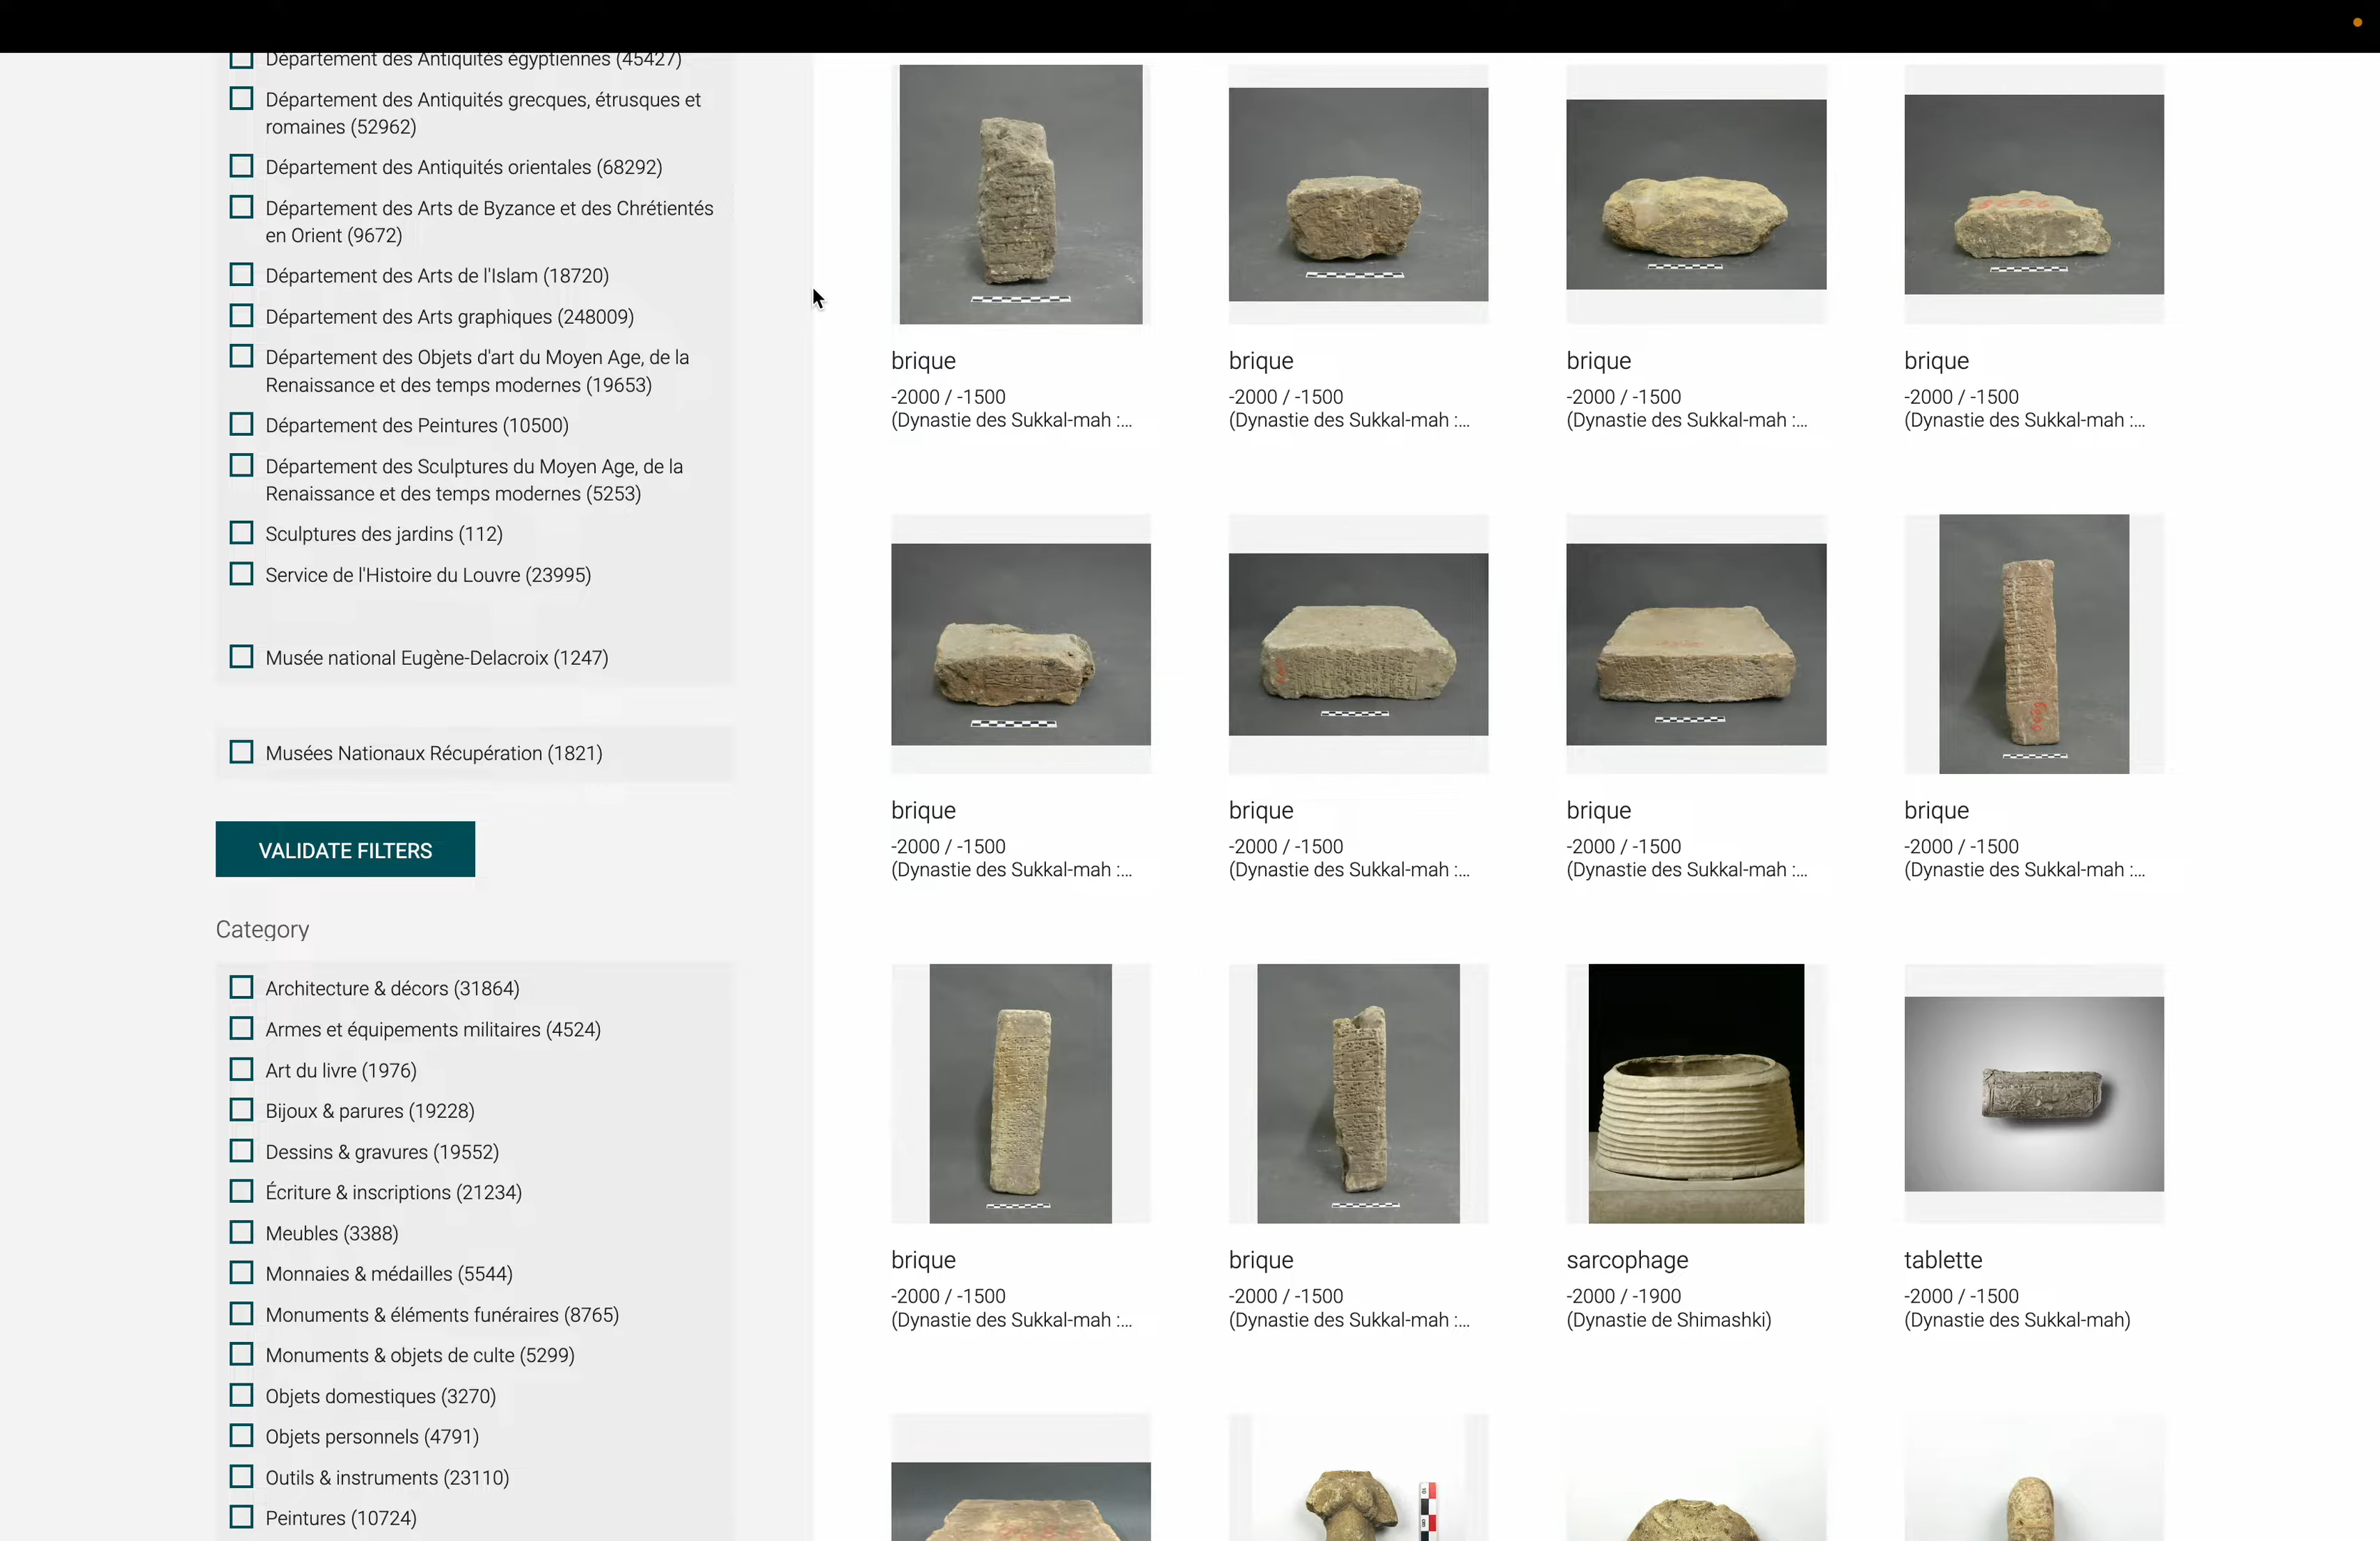 Département des Antiquités égyptiennes (45427)
Département des Antiquités grecques, étrusques et
romaines (52962)
Département des Antiquités orientales (68292)
Département des Arts de Byzance et des Chrétientés
en Orient (9672)
Département des Arts de l'Islam (18720)
Département des Arts graphiques (248009)
Département des Objets d'art du Moyen Age, de la
Renaissance et des temps modernes (19653)
Département des Peintures (10500)
Département des Sculptures du Moyen Age, de la
Renaissance et des temps modernes (5253)
Sculptures des jardins (112)
Service de l'Histoire du Louvre (23995)
Musée national Eugène-Delacroix (1247)
Musées Nationaux Récupération (1821)
VALIDATE FILTERS
Category
Architecture & décors (31864)
Armes et équipements militaires (4524)
Art du livre (1976)
Bijoux & parures (19228)
Dessins & gravures (19552)
Écriture & inscriptions (21234)
Meubles (3388)
Monnaies & médailles (5544)
Monuments & éléments funéraires (8765)
Monuments & objets de culte (5299)
Objets domestiques (3270)
Objets personnels (4791)
Outils & instruments (23110)
Peintures (10724)
brique
-2000 / -1500
(Dynastie des Sukkal-mah :...
brique
-2000 / -1500
(Dynastie des Sukkal-mah :...
brique
-2000 / -1500
(Dynastie des Sukkal-mah :...
brique
-2000 / -1500
(Dynastie des Sukkal-mah :...
brique
-2000 / -1500
(Dynastie des Sukkal-mah :...
brique
-2000 / -1500
(Dynastie des Sukkal-mah :...
brique
-2000 / -1500
(Dynastie des Sukkal-mah :...
brique
-2000 / -1500
(Dynastie des Sukkal-mah :...
brique
-2000 / -1500
(Dynastie des Sukkal-mah :...
brique
-2000 / -1500
(Dynastie des Sukkal-mah :...
sarcophage
-2000 / -1900
(Dynastie de Shimashki)
tablette
-2000 / -1500
(Dynastie des Sukkal-mah)